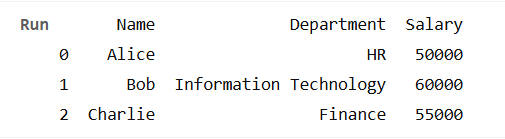 Run Name Department Salary
0 Alice HR 50000
1 Bob Information Technology 60000
2 Charlie Finance 55000